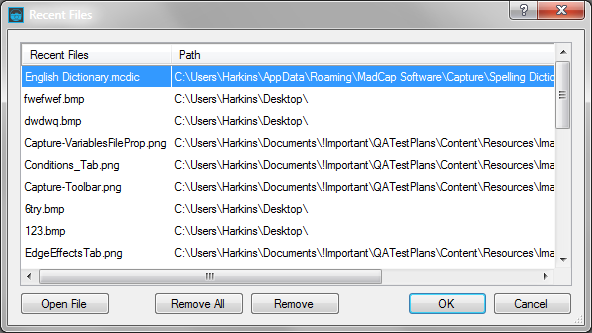 Recent Files
Recent Files Path
English Dictionary.mcdic C:\Users\Harkins\AppData\Roaming\MadCap Software\Capture\Spelling Dictio
fwefwef.bmp C:\Users\Harkins\Desktop\
dwdwq.bmp C:\Users\Harkins\Desktop\
Capture-VariablesFileProp.png C:\Users\Harkins\Documents\!Important\QATestPlans\Content\Resources\Ima
Conditions_Tab.png C:\Users\Harkins\Documents\!Important\QATestPlans\Content\Resources\Ima
Capture-Toolbar.png C:\Users\Harkins\Documents\!Important\QATestPlans\Content\Resources\Ima
6try.bmp C:\Users\Harkins\Desktop\
123.bmp C:\Users\Harkins\Desktop\
EdgeEffectsTab.png C:\Users\Harkins\Documents\!Important\QATestPlans\Content\Resources\Ima
Open File Remove All Remove OK Cancel